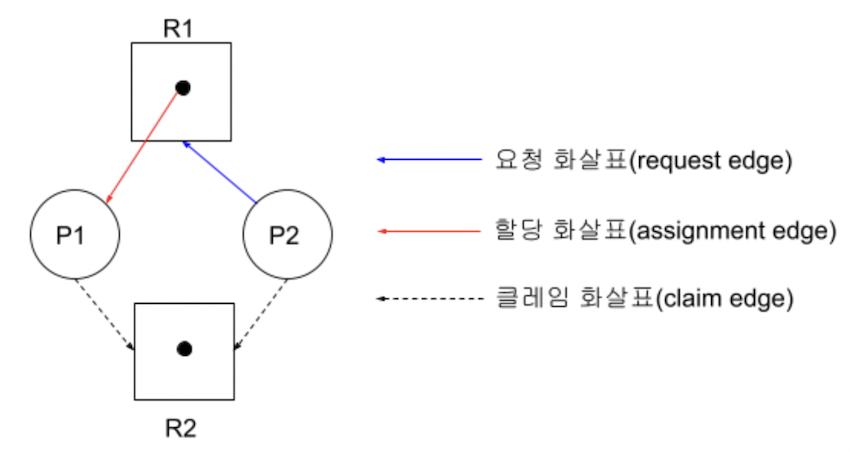 R1
요청 화살표(request edge)
P1
P2
할당 화살표(assignment edge)
클레임 화살표(claim edge)
R2